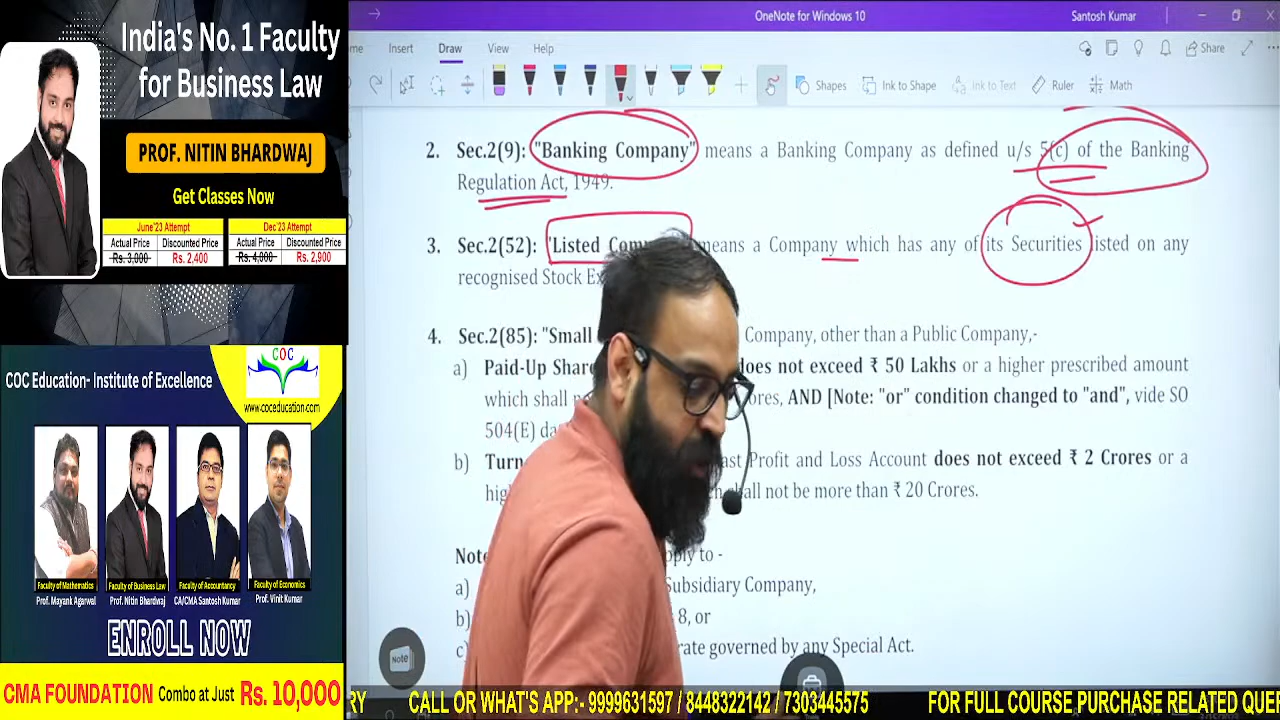 India's No. 1 Faculty
for Business Law
PROF. NITIN BHARDWAJ
Get Classes Now
June'23 Attempt
Actual Price
Discounted Price
Rs. 3,000
Rs. 2,400
Dec'23 Attempt
Actual Price
Discounted Price
Rs. 4,000
Rs. 2,900
COC Education- Institute of Excellence
COC
www.coceducation.com
Faculty of Mathematics
Prof. Mayank Agarwal
Faculty of Business Law
Prof. Nitin Bhardwaj
Faculty of Accountancy
CA/CMA Santosh Kumar
Faculty of Economics
Prof. Vinit Kumar
ENROLL NOW
CMA FOUNDATION Combo at Just Rs. 10,000
OneNote for Windows 10
Santosh Kumar
me Insert Draw View Help
Share
Shapes
Ink to Shape
Ink to Text
Ruler
Math
2. Sec.2(9): "Banking Company" means a Banking Company as defined u/s 5(c) of the Banking
Regulation Act, 1949.
3. Sec.2(52): "Listed Com means a Company which has any of its Securities listed on any
recognised Stock Ex
4. Sec.2(85): "Small Company, other than a Public Company,-
a) Paid-Up Share does not exceed ₹ 50 Lakhs or a higher prescribed amount
which shall ores, AND [Note: "or" condition changed to "and", vide SO
504(E) da
b) Turn ast Profit and Loss Account does not exceed ₹ 2 Crores or a
hig shall not be more than ₹ 20 Crores.
Note pply to -
a) Subsidiary Company,
b) 8, or
c) rate governed by any Special Act.
Note
RY CALL OR WHAT'S APP:- 9999631597 / 8448322142 / 7303445575 FOR FULL COURSE PURCHASE RELATED QUE